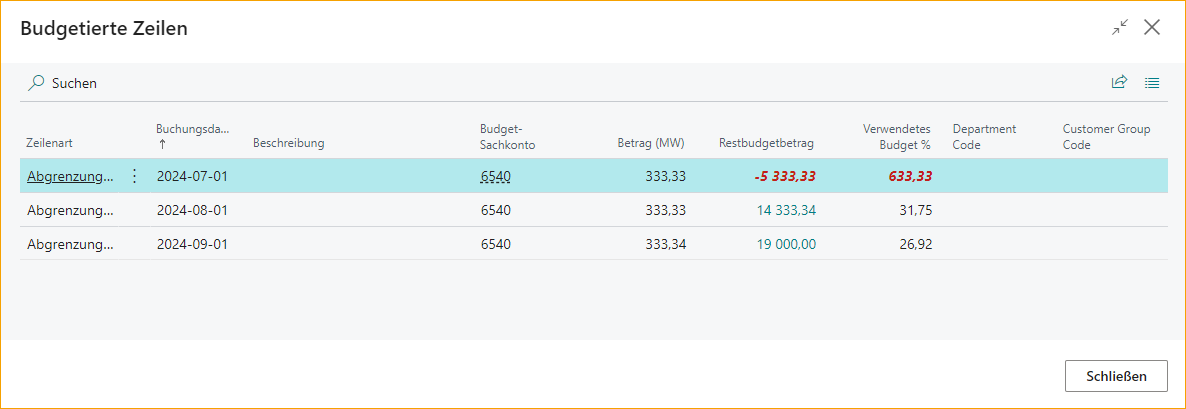 Budgetierte Zeilen
Suchen
Zeilenart Buchungsda... ↑ Beschreibung Budget-Sachkonto Betrag (MW) Restbudgetbetrag Verwendetes Budget % Department Code Customer Group Code
Abgrenzung... 2024-07-01 6540 333,33 -5 333,33 633,33
Abgrenzung... 2024-08-01 6540 333,33 14 333,34 31,75
Abgrenzung... 2024-09-01 6540 333,34 19 000,00 26,92
Schließen